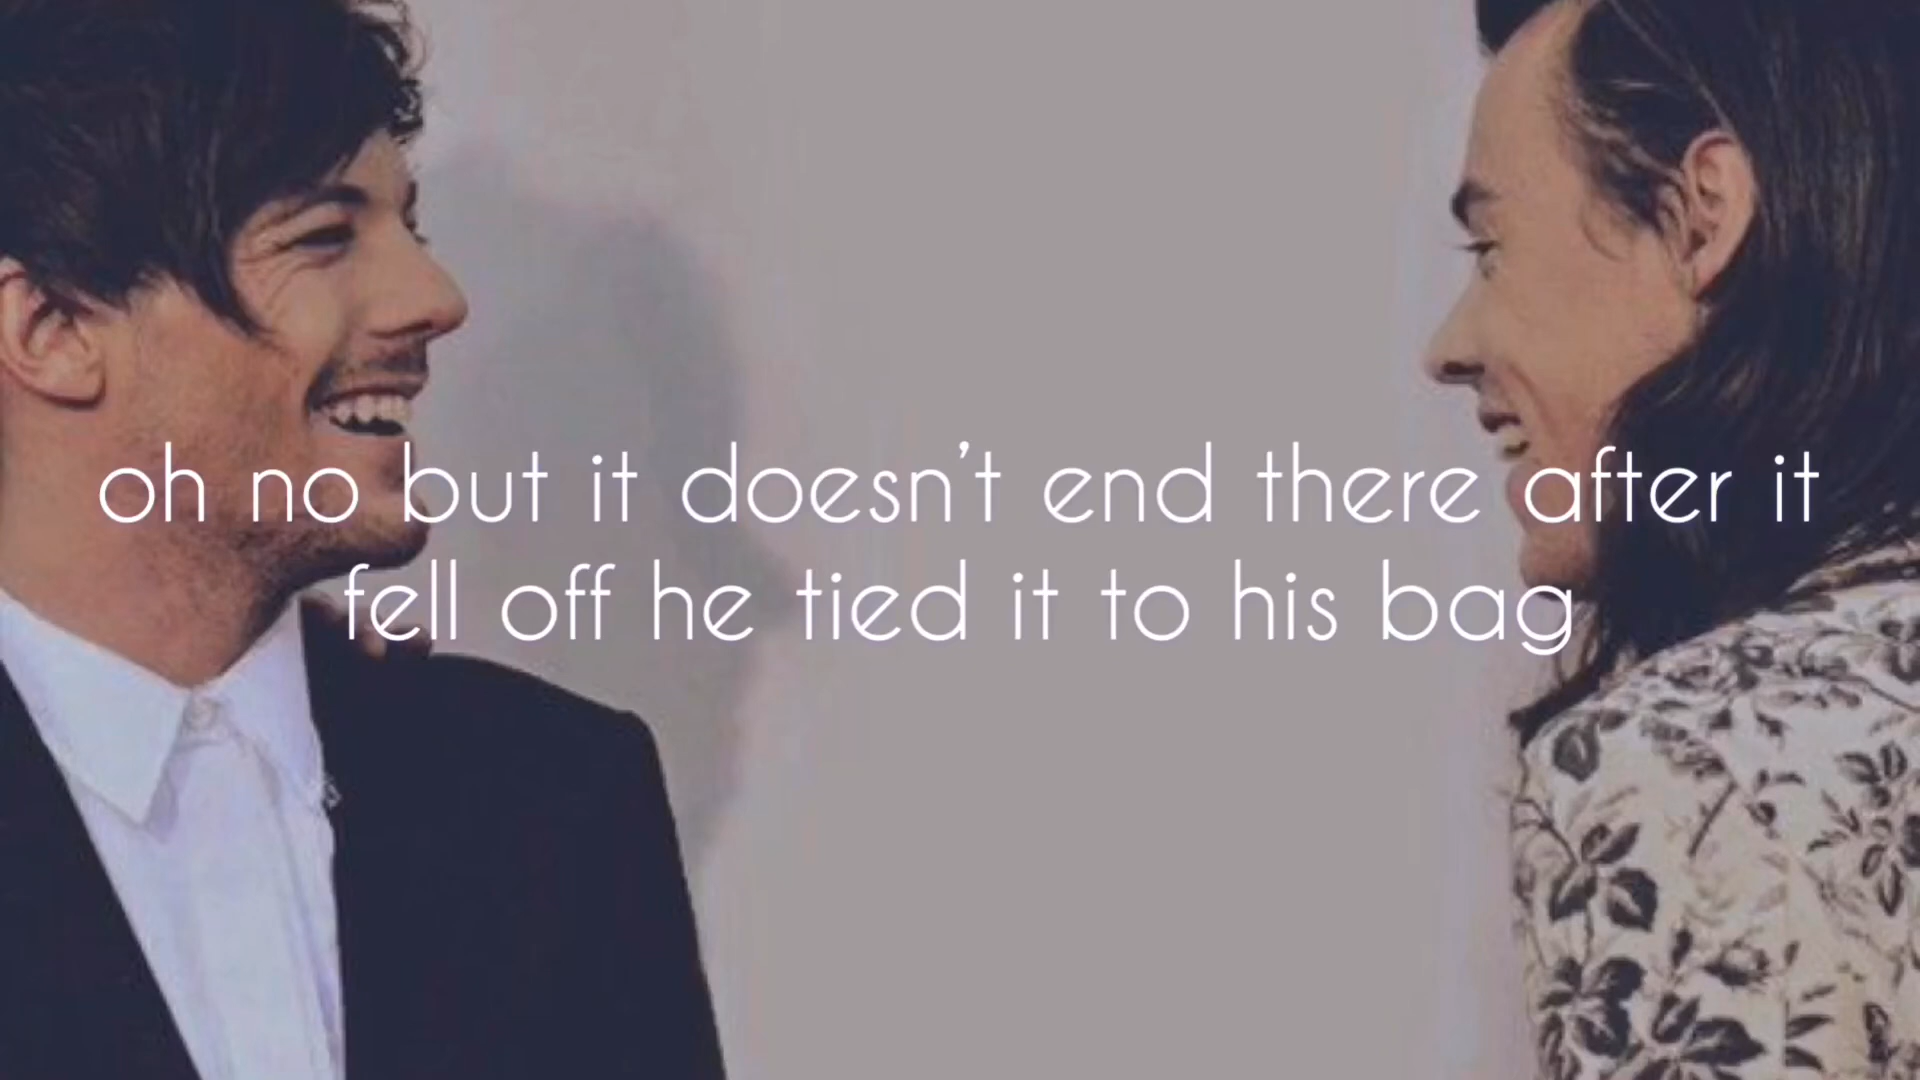 oh no but it doesn't end there after it
fell off he tied it to his bag